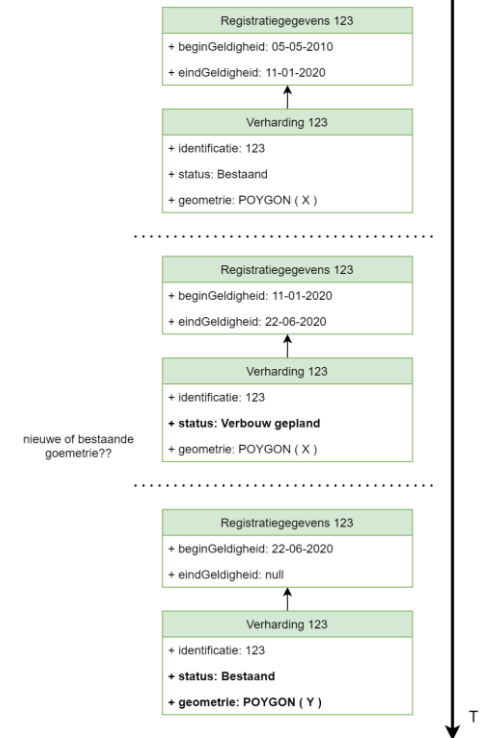 Registratiegegevens 123
+ beginGeldigheid: 05-05-2010
+ eindGeldigheid: 11-01-2020
Verharding 123
+ identificatie: 123
+ status: Bestaand
+ geometrie: POYGON ( X )
Registratiegegevens 123
+ beginGeldigheid: 11-01-2020
+ eindGeldigheid: 22-06-2020
Verharding 123
+ identificatie: 123
+ status: Verbouw gepland
+ geometrie: POYGON ( X )
nieuwe of bestaande
goemetrie??
Registratiegegevens 123
+ beginGeldigheid: 22-06-2020
+ eindGeldigheid: null
Verharding 123
+ identificatie: 123
+ status: Bestaand
+ geometrie: POYGON ( Y )
T